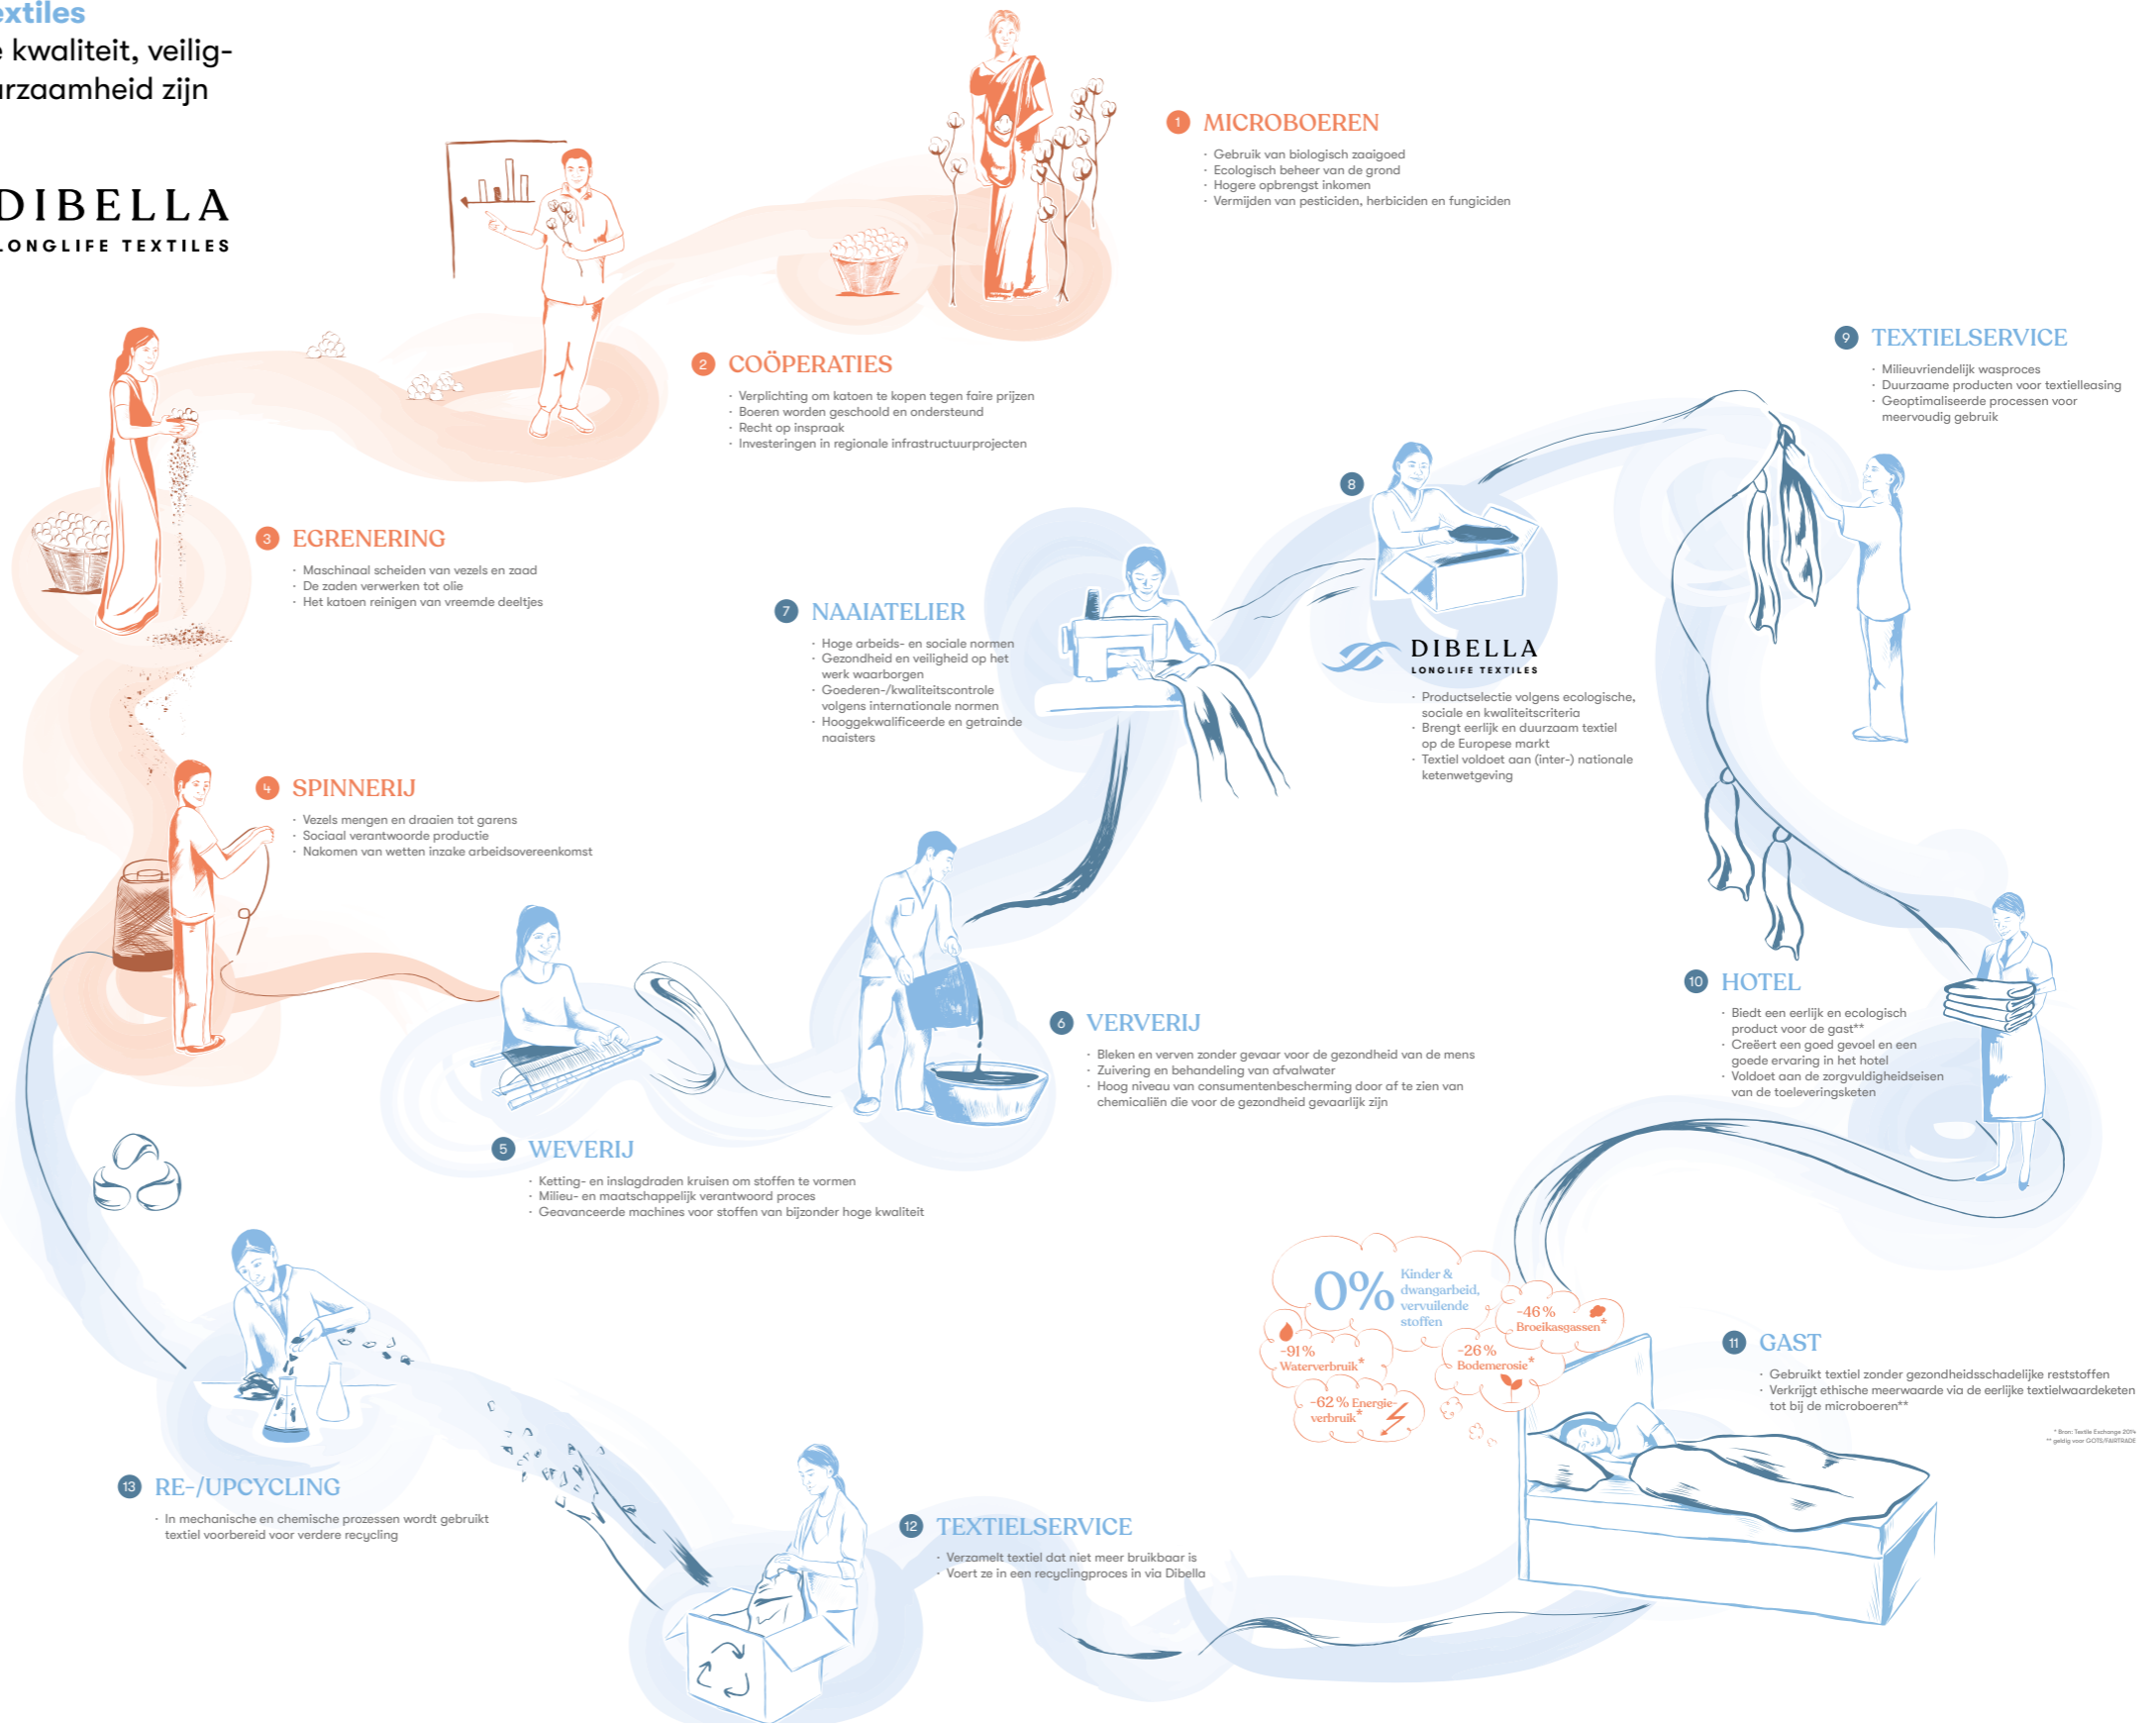 extiles
e kwaliteit, veilig-
urzaamheid zijn
DIBELLA
LONGLIFE TEXTILES
1 MICROBOEREN
· Gebruik van biologisch zaaigoed
· Ecologisch beheer van de grond
· Hogere opbrengst inkomen
· Vermijden van pesticiden, herbiciden en fungiciden
2 COÖPERATIES
· Verplichting om katoen te kopen tegen faire prijzen
· Boeren worden geschoold en ondersteund
· Recht op inspraak
· Investeringen in regionale infrastructuurprojecten
3 EGRENERING
· Maschinaal scheiden van vezels en zaad
· De zaden verwerken tot olie
· Het katoen reinigen van vreemde deeltjes
4 SPINNERIJ
· Vezels mengen en draaien tot garens
· Sociaal verantwoorde productie
· Nakomen van wetten inzake arbeidsovereenkomst
5 WEVERIJ
· Ketting- en inslagdraden kruisen om stoffen te vormen
· Milieu- en maatschappelijk verantwoord proces
· Geavanceerde machines voor stoffen van bijzonder hoge kwaliteit
6 VERVERIJ
· Bleken en verven zonder gevaar voor de gezondheid van de mens
· Zuivering en behandeling van afvalwater
· Hoog niveau van consumentenbescherming door af te zien van
chemicaliën die voor de gezondheid gevaarlijk zijn
7 NAAIATELIER
· Hoge arbeids- en sociale normen
· Gezondheid en veiligheid op het
werk waarborgen
· Goederen-/kwaliteitscontrole
volgens internationale normen
· Hooggekwalificeerde en getrainde
naaisters
8
DIBELLA
LONGLIFE TEXTILES
· Productselectie volgens ecologische,
sociale en kwaliteitscriteria
· Brengt eerlijk en duurzaam textiel
op de Europese markt
· Textiel voldoet aan (inter-) nationale
ketenwetgeving
9 TEXTIELSERVICE
· Milieuvriendelijk wasproces
· Duurzame producten voor textielleasing
· Geoptimaliseerde processen voor
meervoudig gebruik
10 HOTEL
· Biedt een eerlijk en ecologisch
product voor de gast**
· Creëert een goed gevoel en een
goede ervaring in het hotel
· Voldoet aan de zorgvuldigheidseisen
van de toeleveringsketen
0% Kinder &
dwangarbeid,
vervuilende
stoffen
-46%
Broeikasgassen*
-91%
Waterverbruik*
-26%
Bodemerosie*
-62% Energie-
verbruik*
11 GAST
· Gebruikt textiel zonder gezondheidsschadelijke reststoffen
· Verkrijgt ethische meerwaarde via de eerlijke textielwaardeketen
tot bij de microboeren**
* Bron: Textile Exchange 2014
** geldig voor GOTS/FAIRTRADE
12 TEXTIELSERVICE
· Verzamelt textiel dat niet meer bruikbaar is
· Voert ze in een recyclingproces in via Dibella
13 RE-/UPCYCLING
· In mechanische en chemische prozessen wordt gebruikt
textiel voorbereid voor verdere recycling